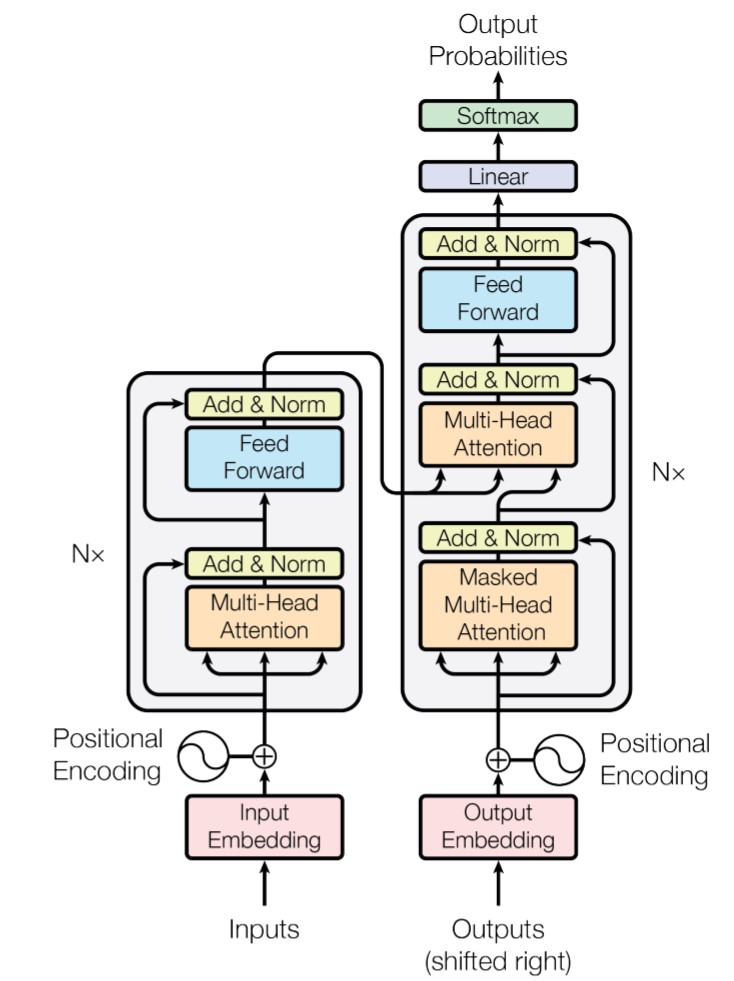 Output
Probabilities
Softmax
Linear
Add & Norm
Feed
Forward
Add & Norm
Multi-Head
Attention
N×
Add & Norm
Masked
Multi-Head
Attention
Add & Norm
Feed
Forward
N×
Add & Norm
Multi-Head
Attention
Positional
Encoding
Positional
Encoding
Input
Embedding
Output
Embedding
Inputs
Outputs
(shifted right)